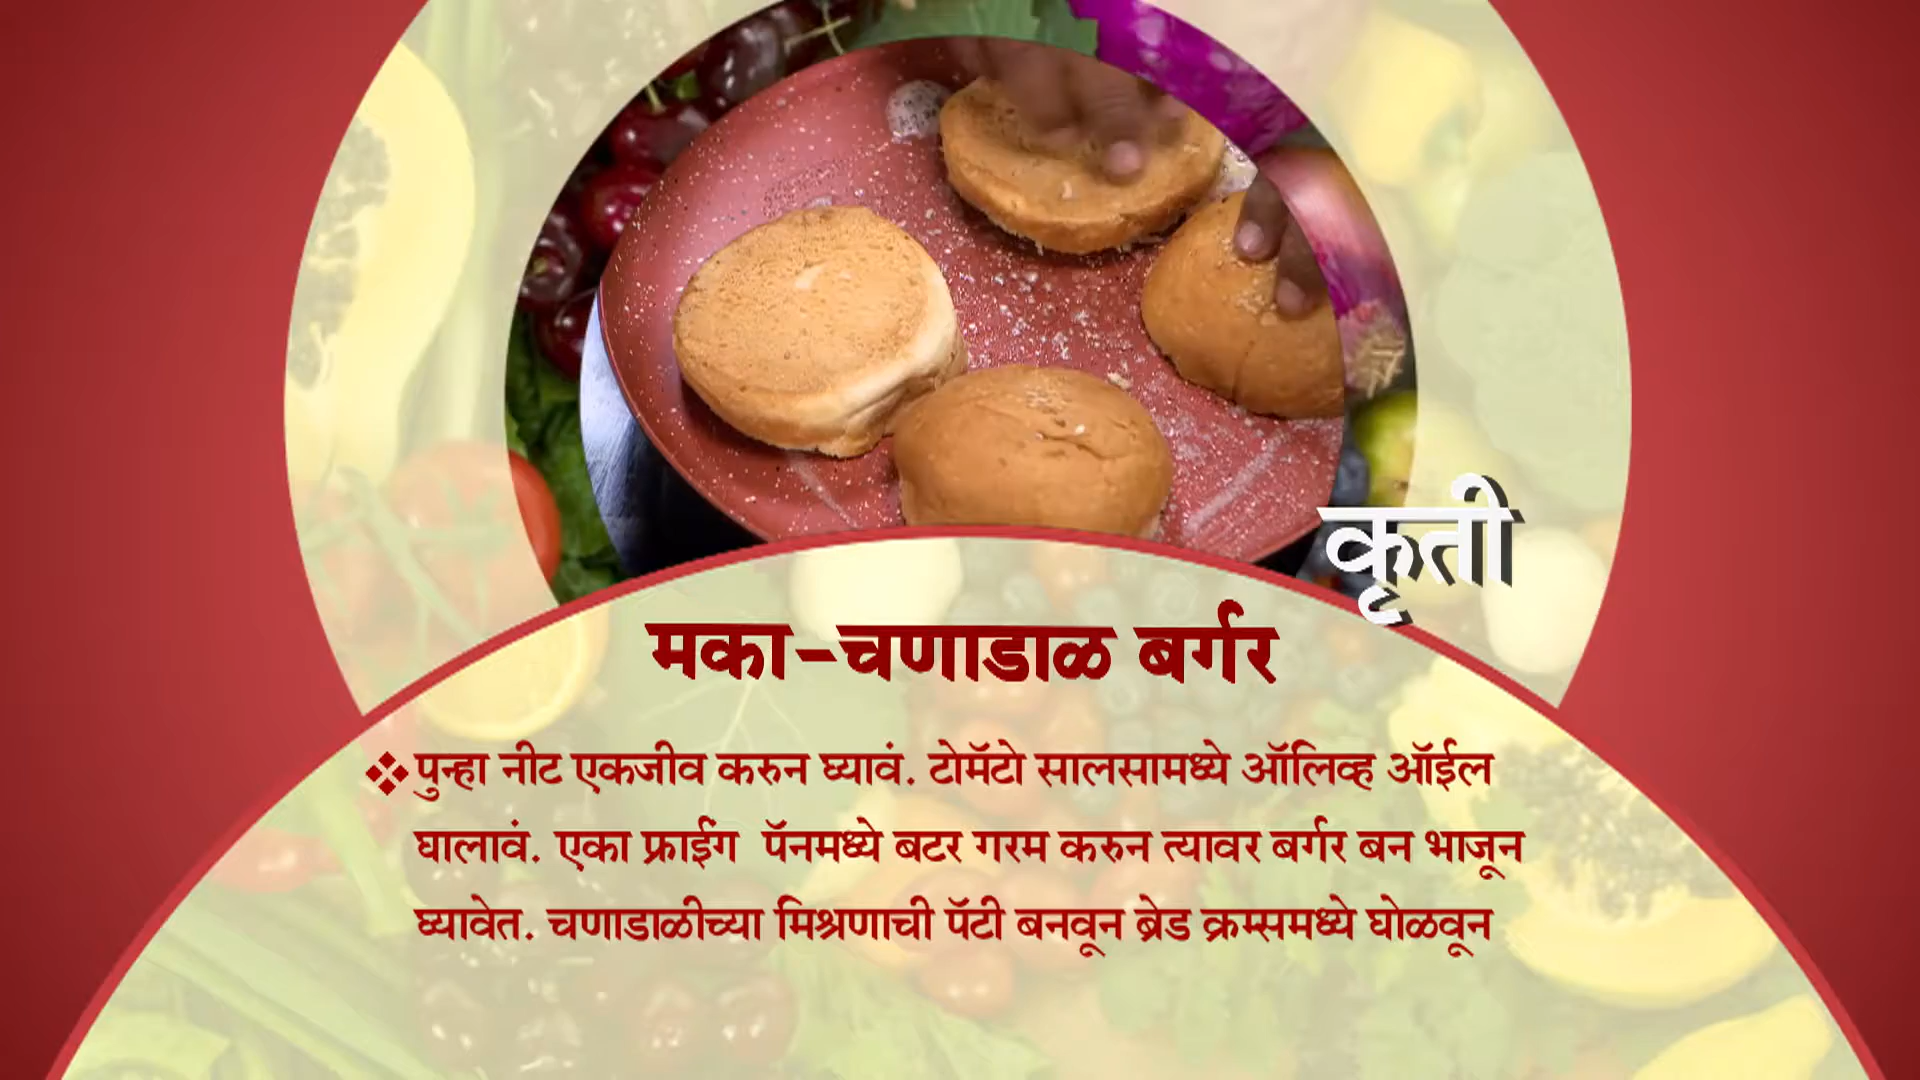 कृती
मका-चणाडाळ बर्गर
❖पुन्हा नीट एकजीव करुन घ्यावं. टोमॅटो सालसामध्ये ऑलिव्ह ऑईल
घालावं. एका फ्राईंग पॅनमध्ये बटर गरम करुन त्यावर बर्गर बन भाजून
घ्यावेत. चणाडाळीच्या मिश्रणाची पॅटी बनवून ब्रेड क्रम्समध्ये घोळवून